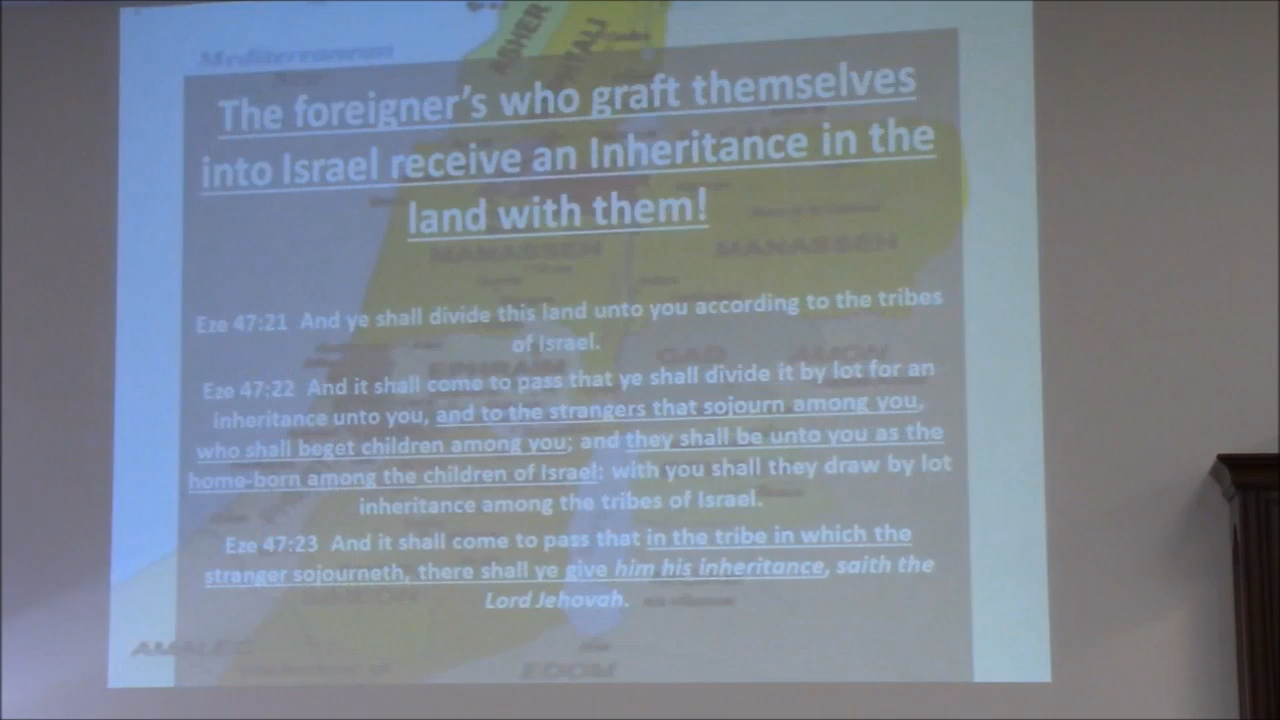 Mediterranean
ASHER
The foreigner's who graft themselves
into Israel receive an Inheritance in the
land with them!
MANASSEH
MANASSEH
Eze 47:21 And ye shall divide this land unto you according to the tribes
of Israel.
EPHRAIM
GAD
AMON
Eze 47:22 And it shall come to pass that ye shall divide it by lot for an
inheritance unto you, and to the strangers that sojourn among you,
who shall beget children among you; and they shall be unto you as the
home-born among the children of Israel: with you shall they draw by lot
inheritance among the tribes of Israel.
Eze 47:23 And it shall come to pass that in the tribe in which the
stranger sojourneth, there shall ye give him his inheritance, saith the
Lord Jehovah.
EDOM